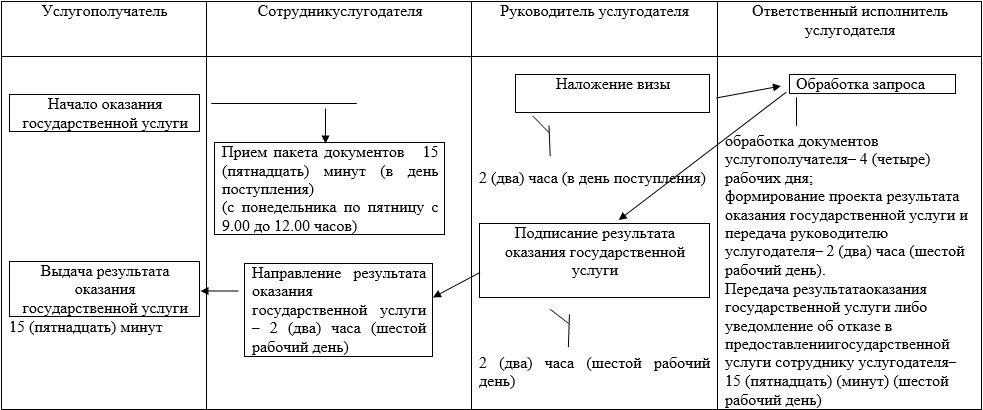 Услугополучатель
Сотрудникуслугодателя
Руководитель услугодателя
Ответственный исполнитель
услугодателя
Начало оказания
государственной услуги
Прием пакета документов 15
(пятнадцать) минут (в день
поступления)
(с понедельника по пятницу с
9.00 до 12.00 часов)
Наложение визы
2 (два) часа (в день поступления)
Обработка запроса
обработка документов
услугополучателя– 4 (четыре)
рабочих дня;
формирование проекта результата
оказания государственной услуги и
передача руководителю
услугодателя– 2 (два) часа (шестой
рабочий день).
Передача результатаоказания
государственной услуги либо
уведомление об отказе в
предоставлениигосударственной
услуги сотруднику услугодателя–
15 (пятнадцать) (минут) (шестой
рабочий день)
Подписание результата
оказания государственной
услуги
2 (два) часа (шестой рабочий
день)
Направление результата
оказания
государственной услуги
– 2 (два) часа (шестой
рабочий день)
Выдача результата
оказания
государственной услуги
15 (пятнадцать) минут